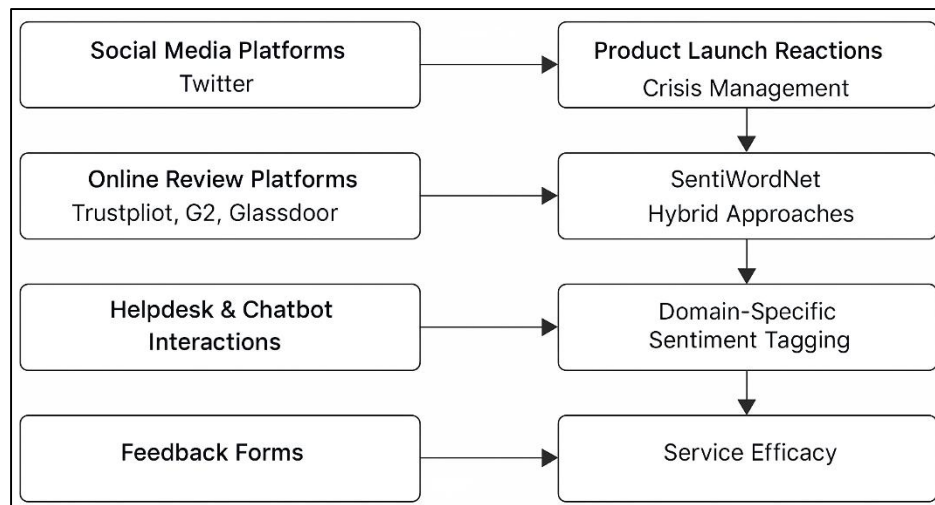 Social Media Platforms
Twitter
Product Launch Reactions
Crisis Management
Online Review Platforms
Trustpliot, G2, Glassdoor
SentiWordNet
Hybrid Approaches
Helpdesk & Chatbot
Interactions
Domain-Specific
Sentiment Tagging
Feedback Forms
Service Efficacy